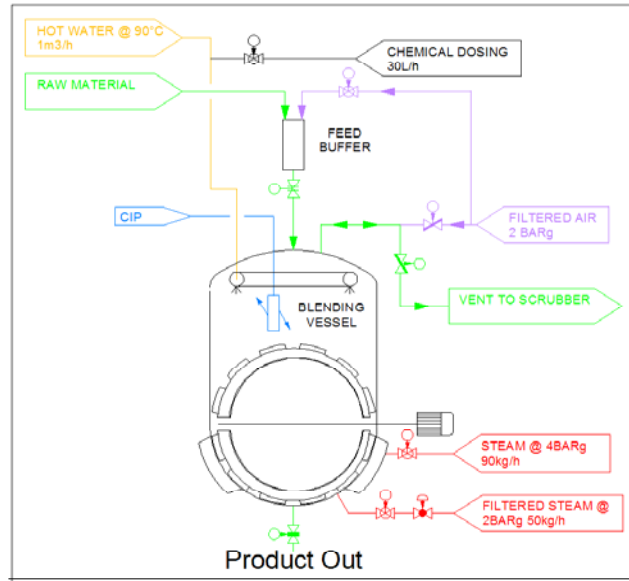 HOT WATER @ 90°C
1m3/h
CHEMICAL DOSING
30L/h
RAW MATERIAL
FEED
BUFFER
CIP
FILTERED AIR
2 BARg
BLENDING
VESSEL
VENT TO SCRUBBER
STEAM @ 4BARg
90kg/h
FILTERED STEAM @
2BARg 50kg/h
Product Out